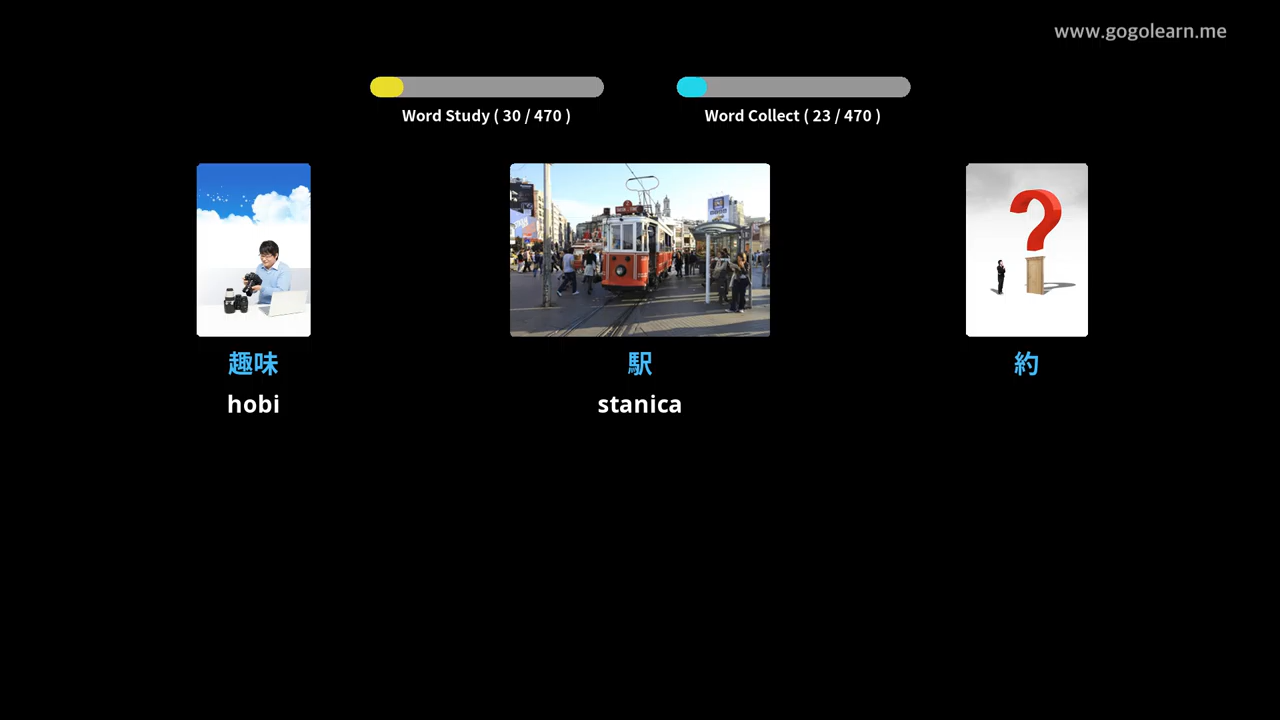 www.gogolearn.me
Word Study ( 30 / 470 )
Word Collect ( 23 / 470 )
趣味
駅
約
hobi
stanica